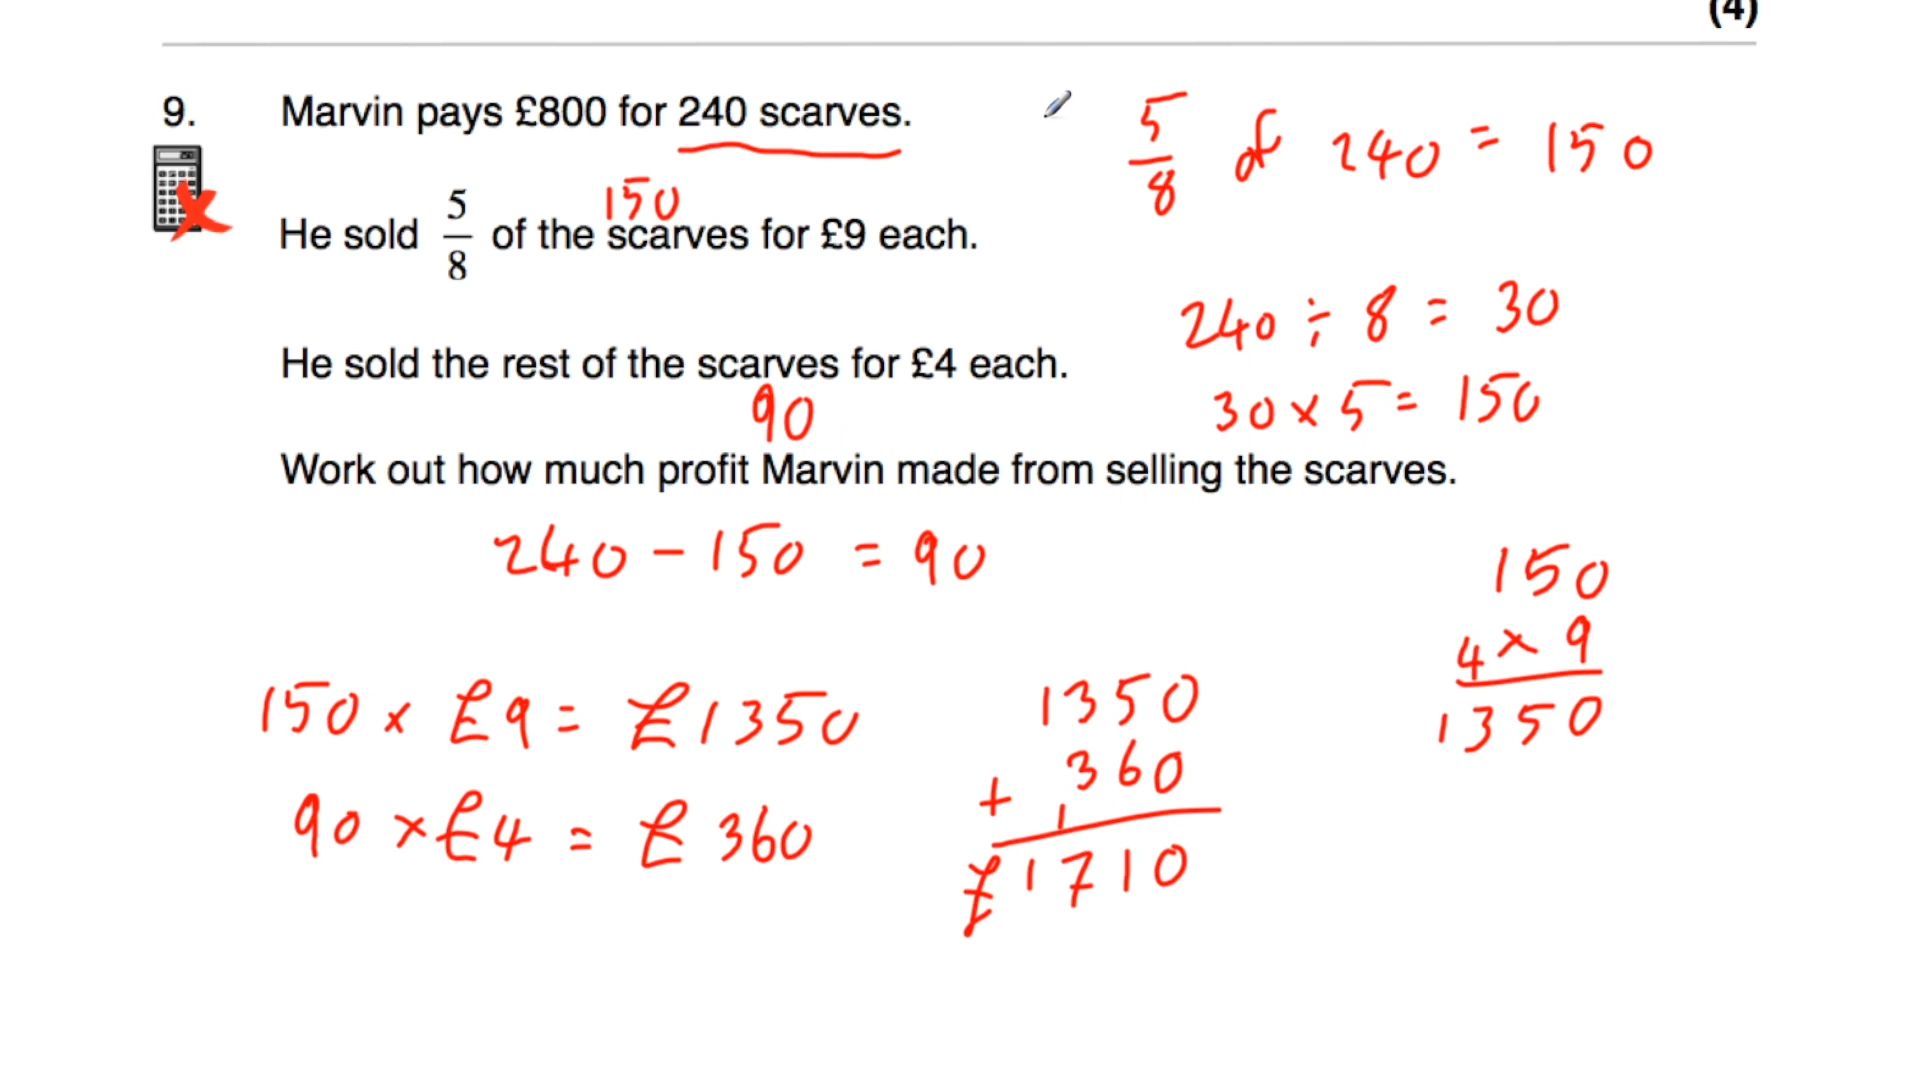 (4)
9. Marvin pays £800 for 240 scarves.
5/8 of 240 = 150
150
He sold 5/8 of the scarves for £9 each.
240 ÷ 8 = 30
He sold the rest of the scarves for £4 each.
90
30 × 5 = 150
Work out how much profit Marvin made from selling the scarves.
240 - 150 = 90
150
4 × 9
1350
150 × £9 = £1350
90 × £4 = £360
1350
+ 360
1
£1710